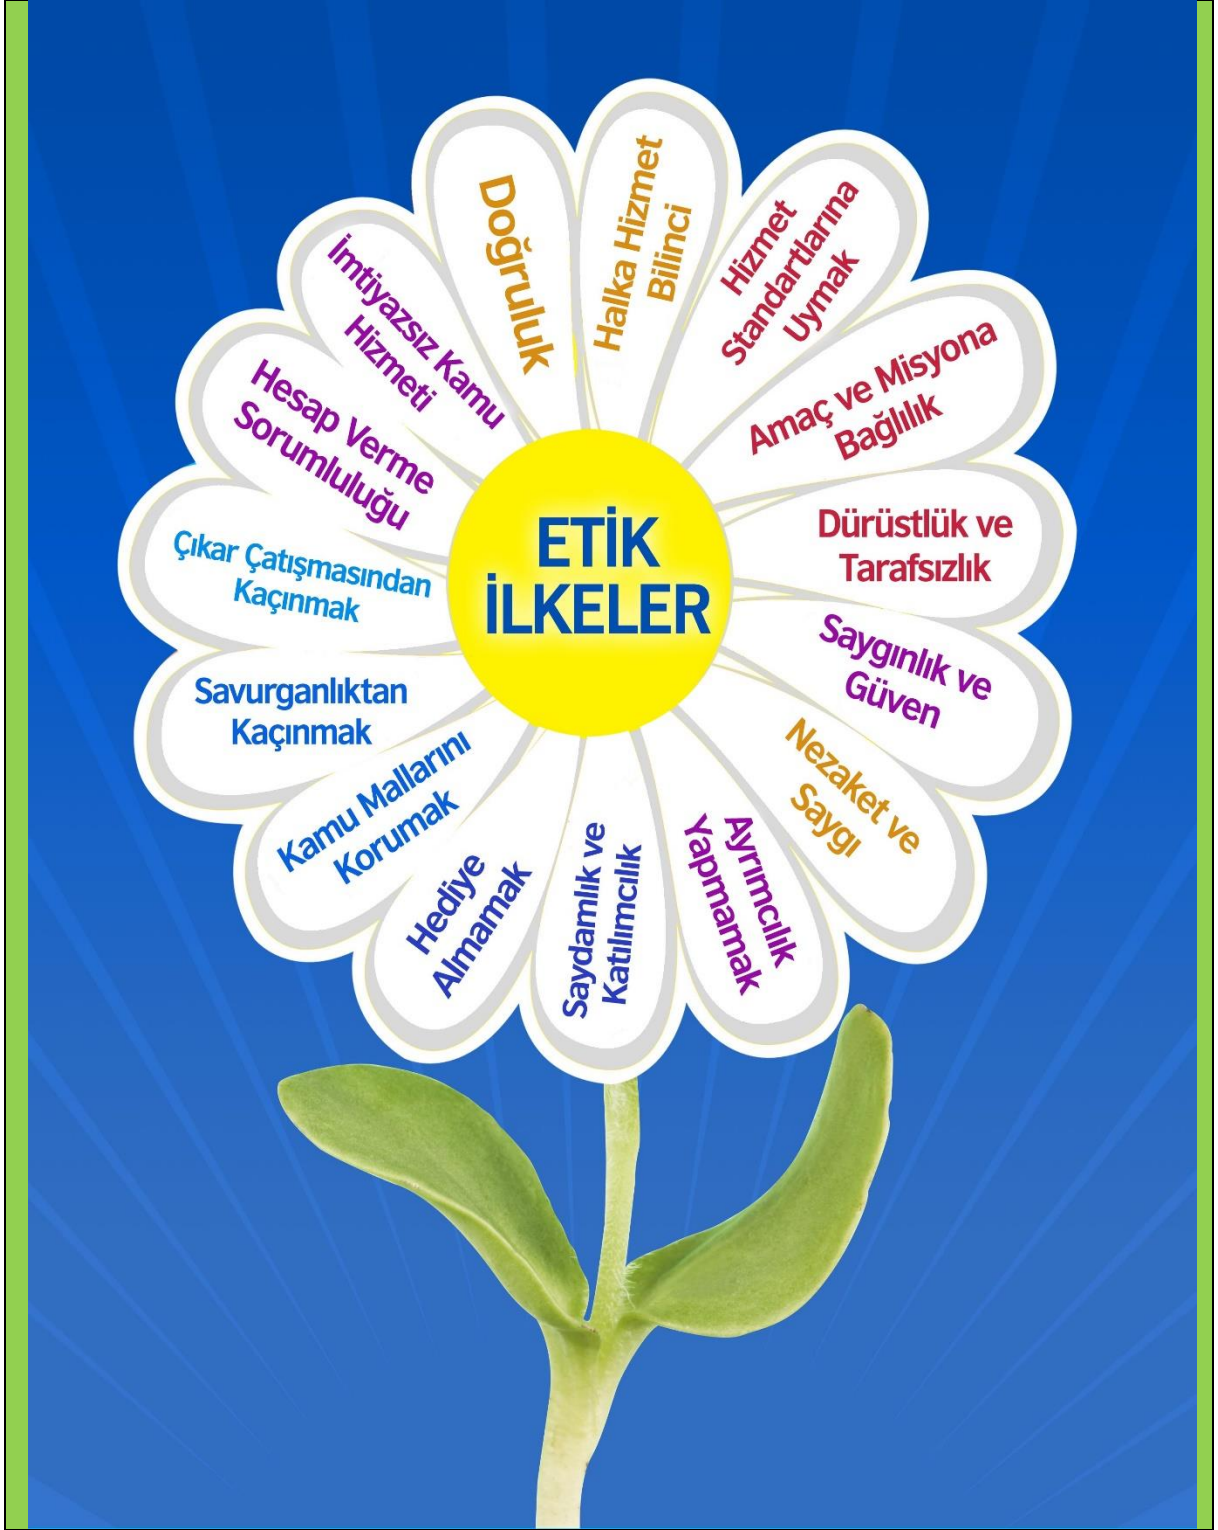 ETİK
İLKELER
Doğruluk
Halka Hizmet
Bilinci
Hizmet
Standartlarına
Uymak
Amaç ve Misyona
Bağlılık
Dürüstlük ve
Tarafsızlık
Saygınlık ve
Güven
Nezaket ve
Saygı
Ayrımcılık
Yapmamak
Saydamlık ve
Katılımcılık
Hediye
Almamak
Kamu Mallarını
Korumak
Savurganlıktan
Kaçınmak
Çıkar Çatışmasından
Kaçınmak
Hesap Verme
Sorumluluğu
İmtiyazsız Kamu
Hizmeti